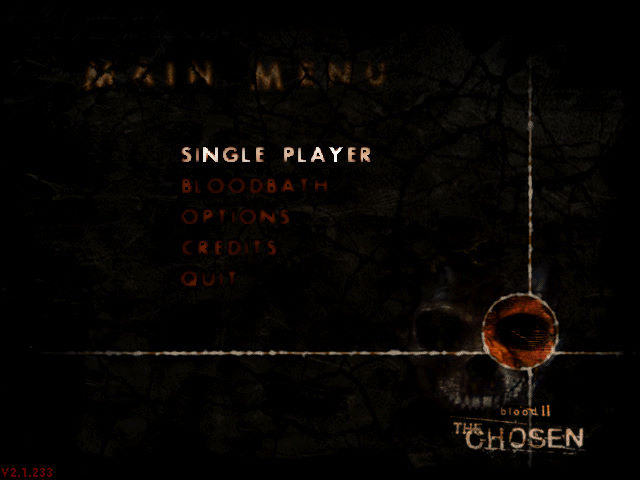 MAIN MENU
SINGLE PLAYER
BLOODBATH
OPTIONS
CREDITS
QUIT
blood II
THE CHOSEN
V2.1.233